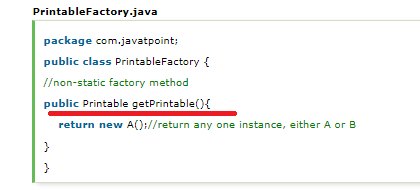 PrintableFactory.java
package com.javatpoint;
public class PrintableFactory {
//non-static factory method
public Printable getPrintable(){
return new A();//return any one instance, either A or B
}
}